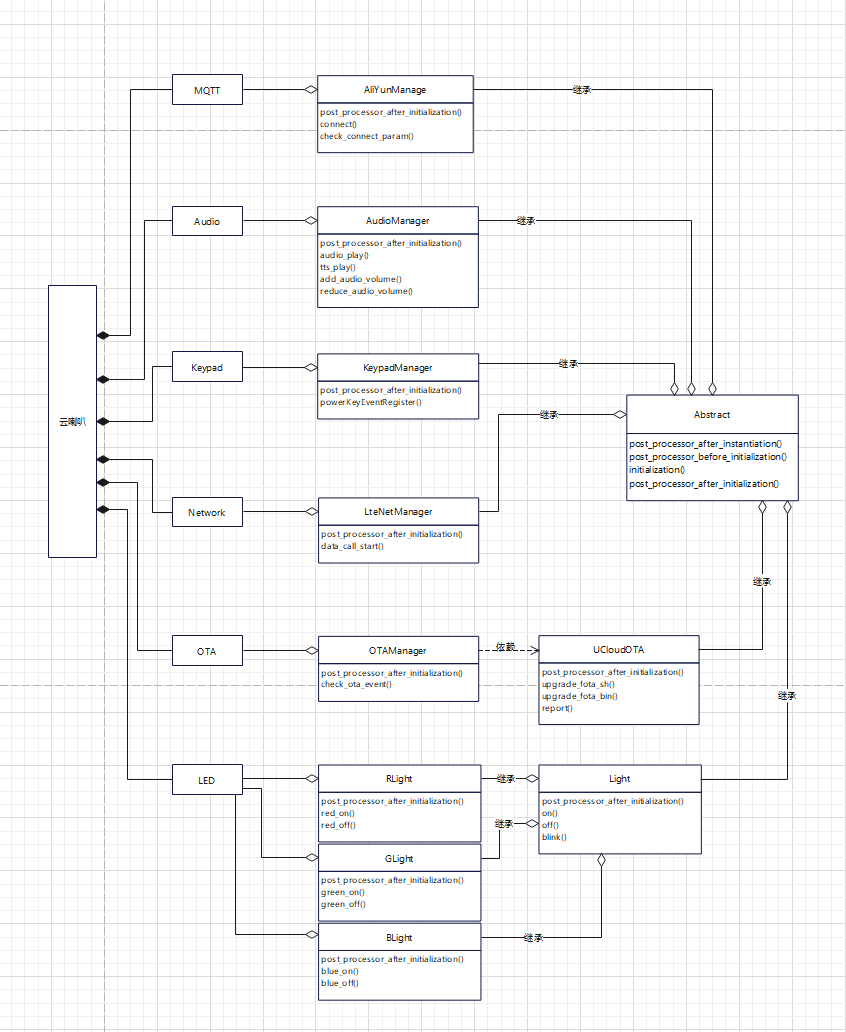 MQTT
AliYunManage
继承
post_processor_after_initialization()
connect()
check_connect_param()
Audio
AudioManager
继承
post_processor_after_initialization()
audio_play()
tts_play()
add_audio_volume()
reduce_audio_volume()
Keypad
KeypadManager
继承
post_processor_after_initialization()
powerKeyEventRegister()
云喇叭
继承
Abstract
post_processor_after_instantiation()
post_processor_before_initialization()
initialization()
post_processor_after_initialization()
Network
LteNetManager
post_processor_after_initialization()
data_call_start()
继承
OTA
OTAManager
依赖
UCloudOTA
post_processor_after_initialization()
check_ota_event()
post_processor_after_initialization()
upgrade_fota_sh()
upgrade_fota_bin()
report()
继承
LED
RLight
继承
Light
post_processor_after_initialization()
red_on()
red_off()
post_processor_after_initialization()
on()
off()
blink()
继承
GLight
post_processor_after_initialization()
green_on()
green_off()
BLight
继承
post_processor_after_initialization()
blue_on()
blue_off()